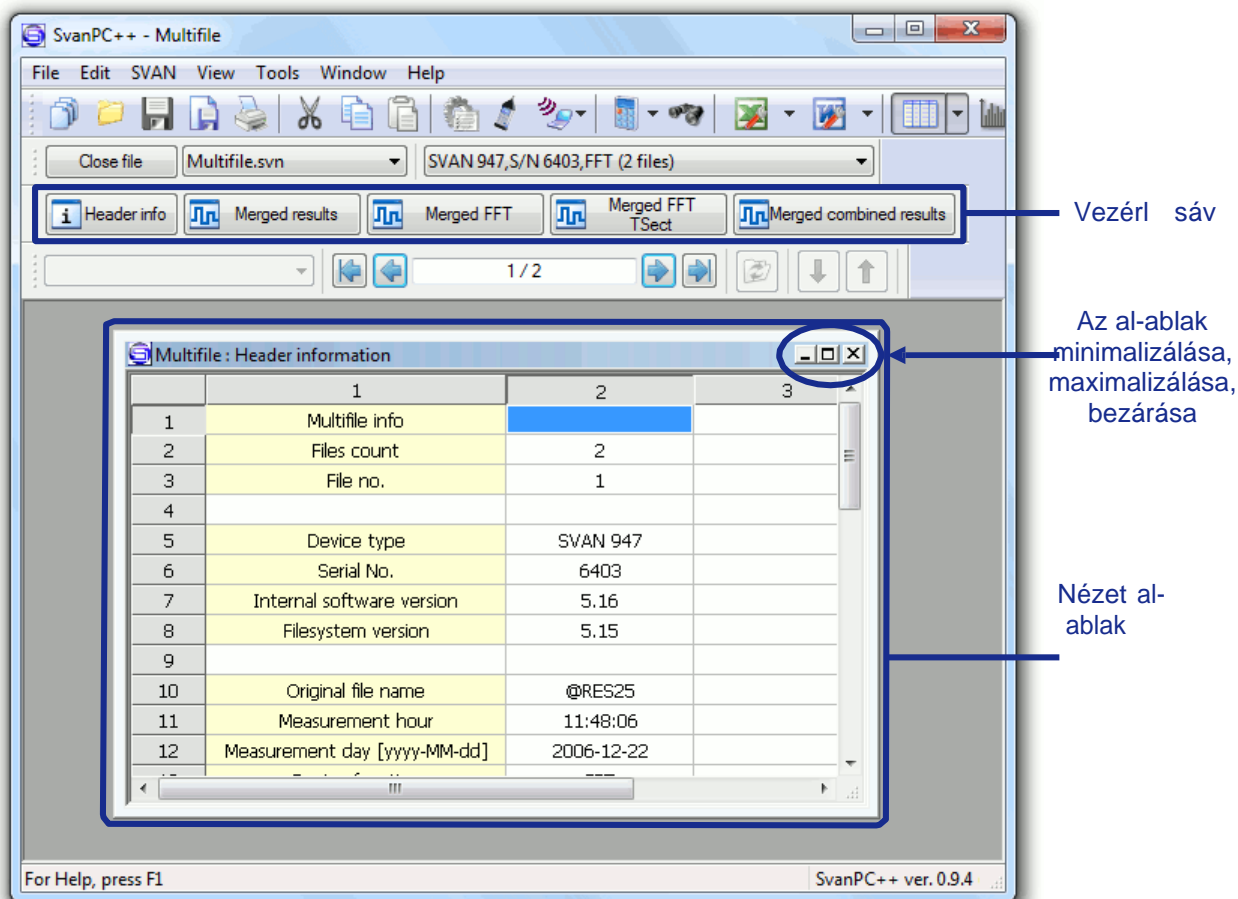 SvanPC++ - Multifile
File Edit SVAN View Tools Window Help
Close file Multifile.svn SVAN 947,S/N 6403,FFT (2 files)
Header info Merged results Merged FFT Merged FFT TSect Merged combined results
Vezérl sáv
1 / 2
Az al-ablak
minimalizálása,
maximalizálása,
bezárása
Multifile : Header information
1 2 3
1 Multifile info
2 Files count 2
3 File no. 1
4
5 Device type SVAN 947
6 Serial No. 6403
7 Internal software version 5.16
8 Filesystem version 5.15
9
10 Original file name @RES25
11 Measurement hour 11:48:06
12 Measurement day [yyyy-MM-dd] 2006-12-22
Nézet al-
ablak
For Help, press F1 SvanPC++ ver. 0.9.4